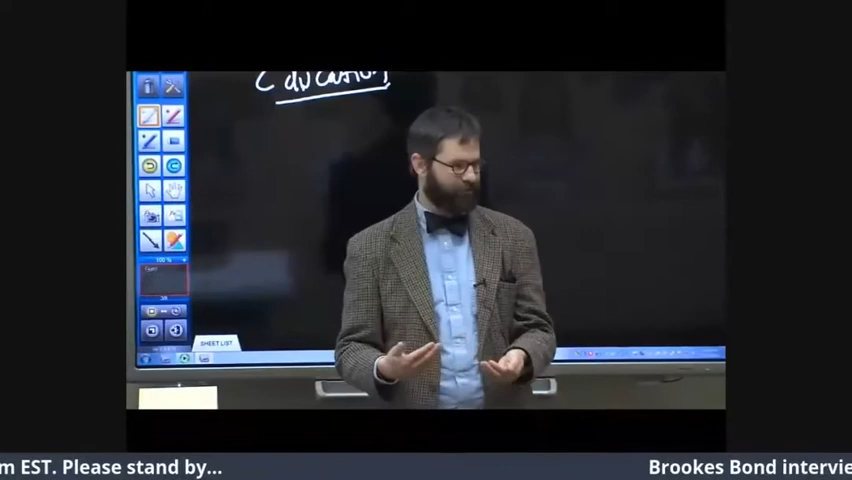 Education
100 %
SHEET LIST
m EST. Please stand by...
Brookes Bond intervie